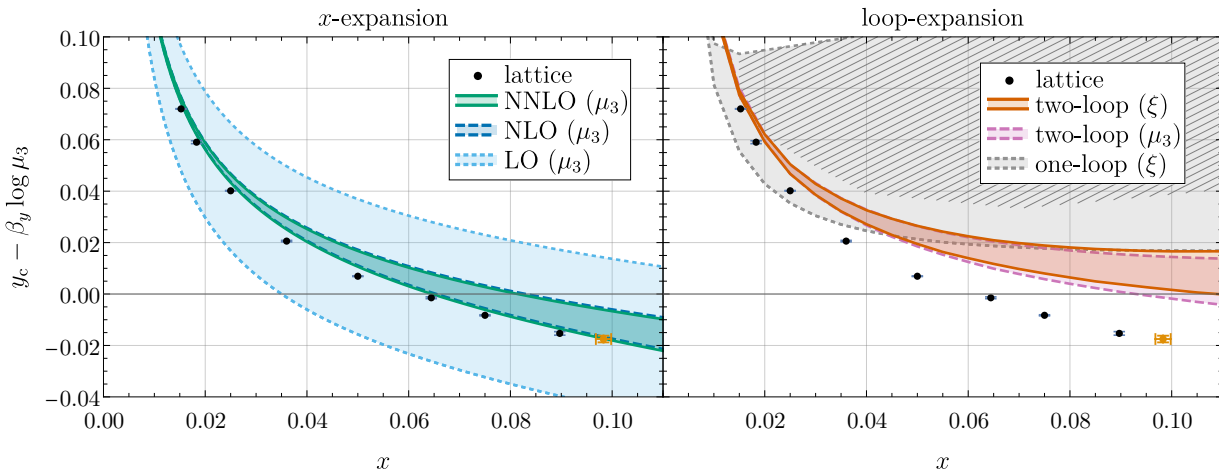 x-expansion
loop-expansion
y_c − β_y log μ_3
0.10
0.08
0.06
0.04
0.02
0.00
−0.02
−0.04
lattice
NNLO (μ_3)
NLO (μ_3)
LO (μ_3)
lattice
two-loop (ξ)
two-loop (μ_3)
one-loop (ξ)
0.00 0.02 0.04 0.06 0.08 0.10
0.02 0.04 0.06 0.08 0.10
x
x